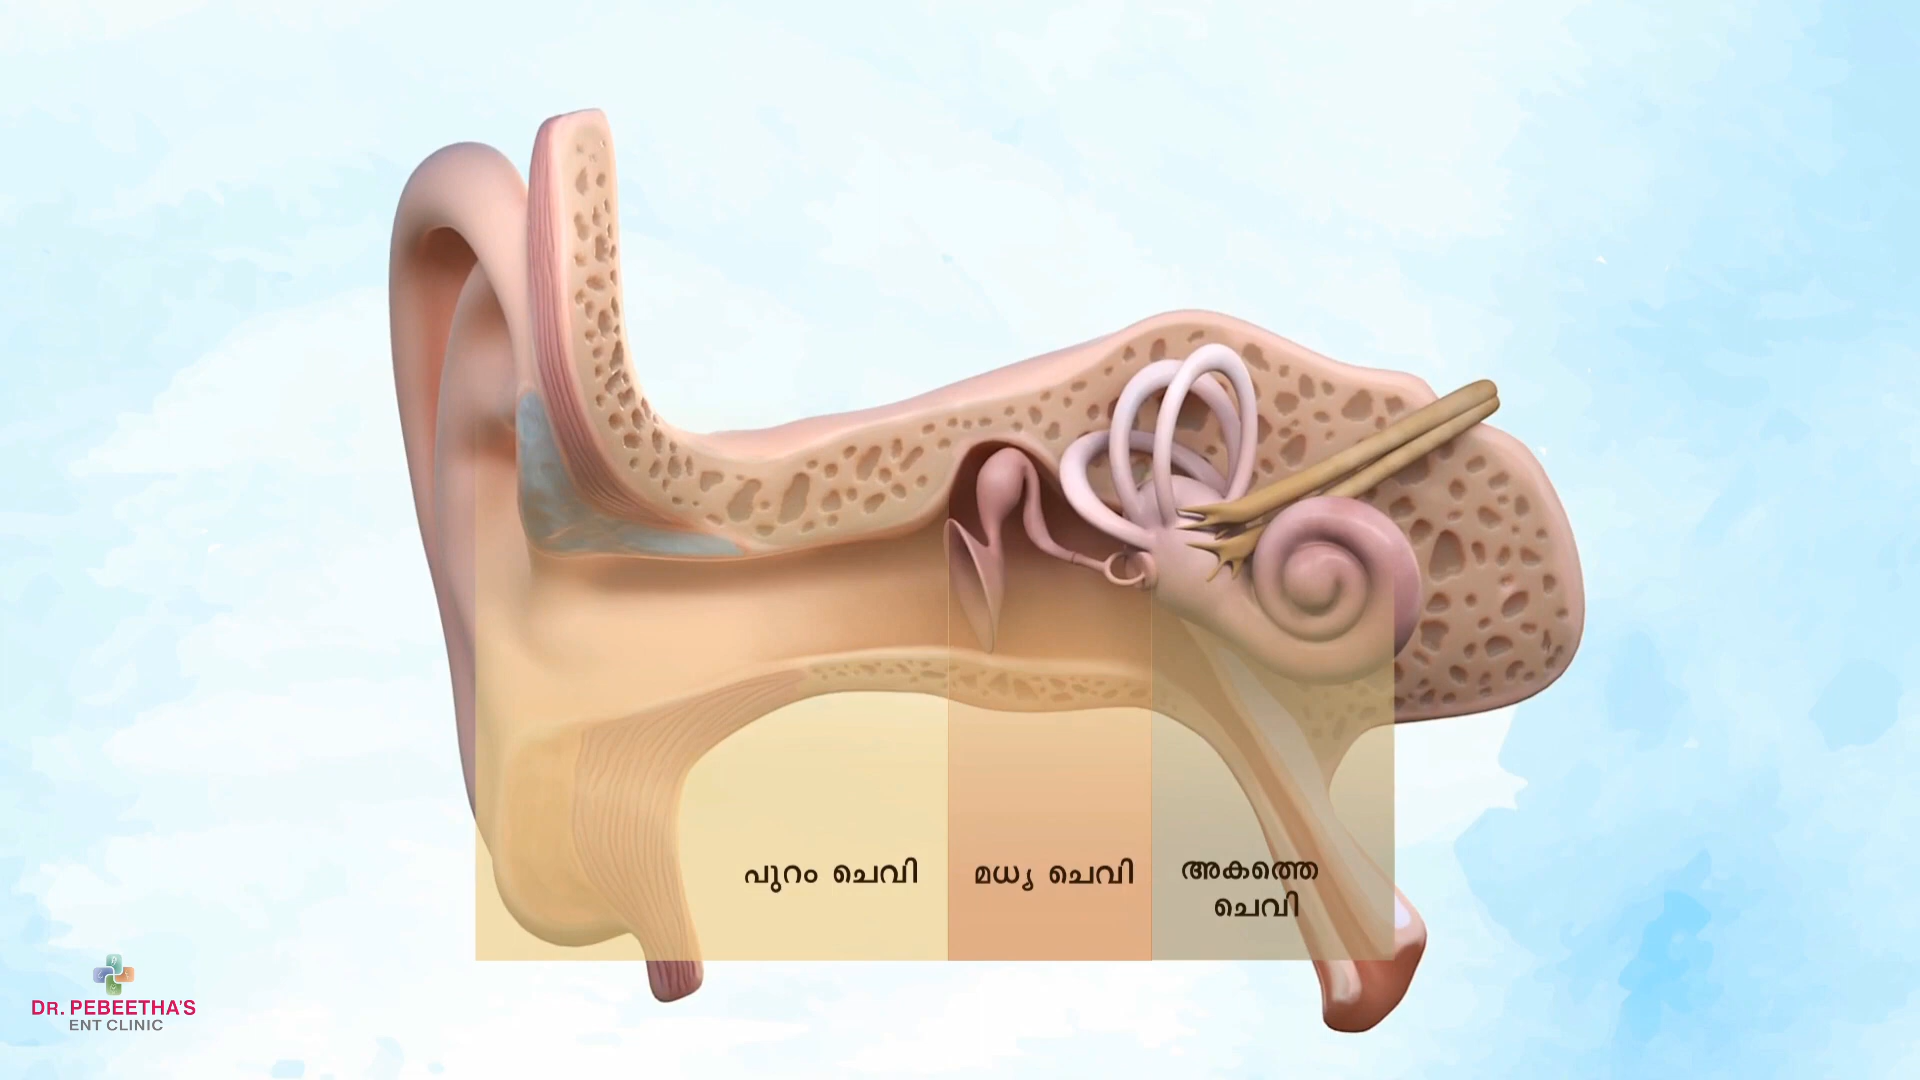 പുറം ചെവി
മധ്യ ചെവി
അകത്തെ
ചെവി
DR. PEBEETHA'S
ENT CLINIC